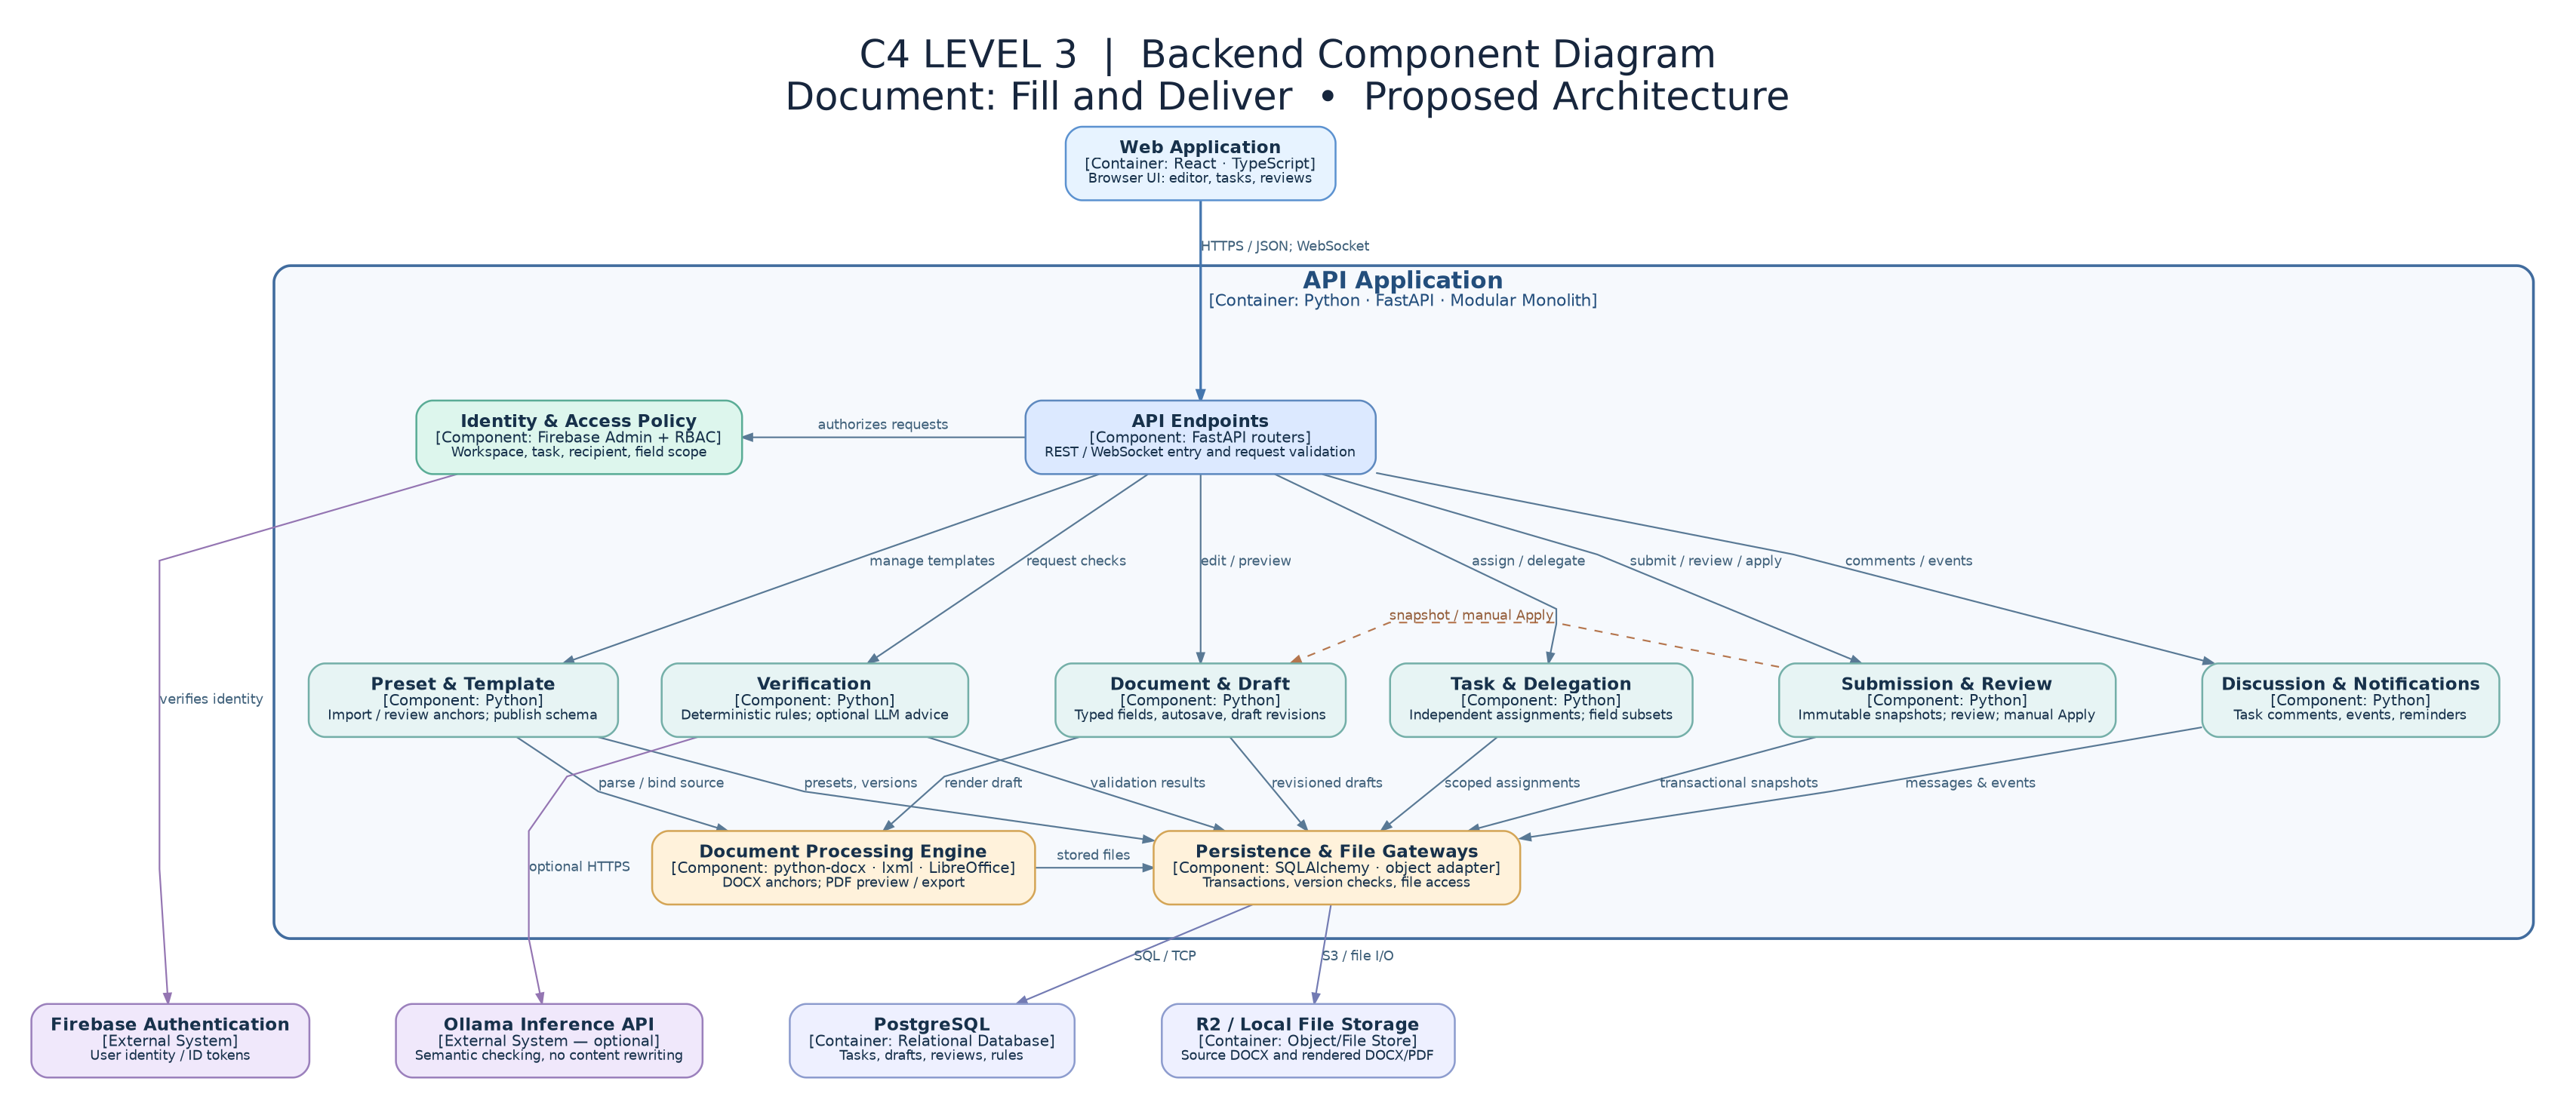 C4 LEVEL 3 | Backend Component Diagram
Document: Fill and Deliver • Proposed Architecture
Web Application
[Container: React · TypeScript]
Browser UI: editor, tasks, reviews
HTTPS / JSON; WebSocket
API Application
[Container: Python · FastAPI · Modular Monolith]
Identity & Access Policy
[Component: Firebase Admin + RBAC]
Workspace, task, recipient, field scope
authorizes requests
API Endpoints
[Component: FastAPI routers]
REST / WebSocket entry and request validation
manage templates
request checks
edit / preview
assign / delegate
submit / review / apply
comments / events
snapshot / manual Apply
verifies identity
Preset & Template
[Component: Python]
Import / review anchors; publish schema
Verification
[Component: Python]
Deterministic rules; optional LLM advice
Document & Draft
[Component: Python]
Typed fields, autosave, draft revisions
Task & Delegation
[Component: Python]
Independent assignments; field subsets
Submission & Review
[Component: Python]
Immutable snapshots; review; manual Apply
Discussion & Notifications
[Component: Python]
Task comments, events, reminders
parse / bind source
presets, versions
render draft
validation results
revisioned drafts
scoped assignments
transactional snapshots
messages & events
optional HTTPS
Document Processing Engine
[Component: python-docx · lxml · LibreOffice]
DOCX anchors; PDF preview / export
stored files
Persistence & File Gateways
[Component: SQLAlchemy · object adapter]
Transactions, version checks, file access
SQL / TCP
S3 / file I/O
Firebase Authentication
[External System]
User identity / ID tokens
Ollama Inference API
[External System — optional]
Semantic checking, no content rewriting
PostgreSQL
[Container: Relational Database]
Tasks, drafts, reviews, rules
R2 / Local File Storage
[Container: Object/File Store]
Source DOCX and rendered DOCX/PDF